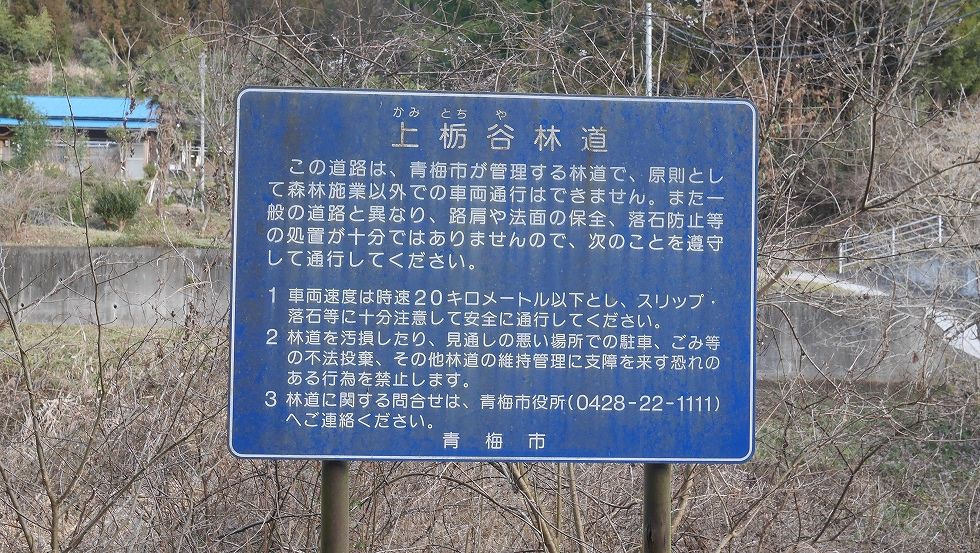 かみ とち や
上栃谷林道
この道路は、青梅市が管理する林道で、原則とし
て森林施業以外での車両通行はできません。また一
般の道路と異なり、路肩や法面の保全、落石防止等
の処置が十分ではありませんので、次のことを遵守
して通行してください。
1 車両速度は時速20キロメートル以下とし、スリップ・
落石等に十分注意して安全に通行してください。
2 林道を汚損したり、見通しの悪い場所での駐車、ごみ等
の不法投棄、その他林道の維持管理に支障を来す恐れの
ある行為を禁止します。
3 林道に関する問合せは、青梅市役所(0428-22-1111)
へご連絡ください。
青梅市